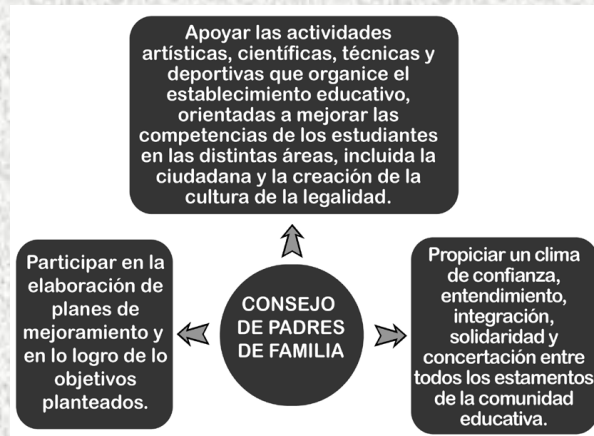 Apoyar las actividades
artísticas, científicas, técnicas y
deportivas que organice el
establecimiento educativo,
orientadas a mejorar las
competencias de los estudiantes
en las distintas áreas, incluida la
ciudadana y la creación de la
cultura de la legalidad.
Participar en la
elaboración de
planes de
mejoramiento y
en lo logro de lo
objetivos
planteados.
CONSEJO
DE PADRES
DE FAMILIA
Propiciar un clima
de confianza,
entendimiento,
integración,
solidaridad y
concertación entre
todos los estamentos
de la comunidad
educativa.